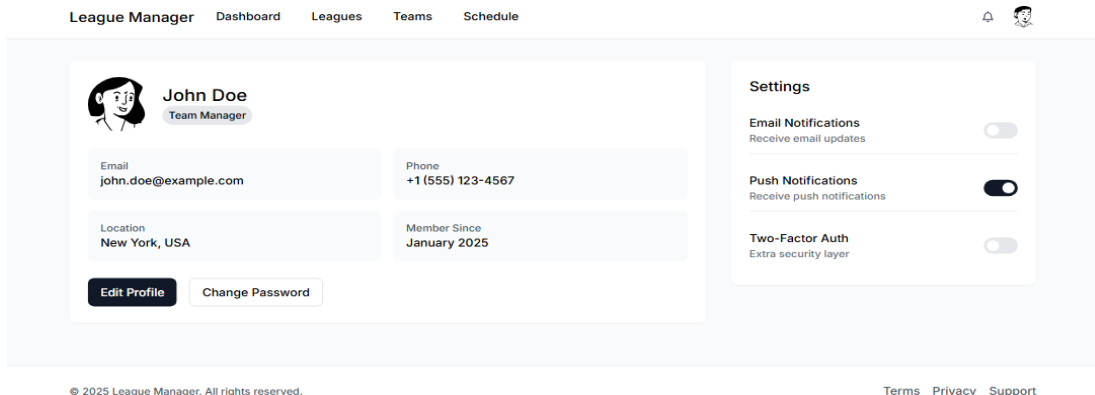 League Manager Dashboard Leagues Teams Schedule
John Doe
Team Manager
Email
john.doe@example.com
Phone
+1 (555) 123-4567
Location
New York, USA
Member Since
January 2025
Edit Profile Change Password
Settings
Email Notifications
Receive email updates
Push Notifications
Receive push notifications
Two-Factor Auth
Extra security layer
© 2025 League Manager. All rights reserved.
Terms Privacy Support